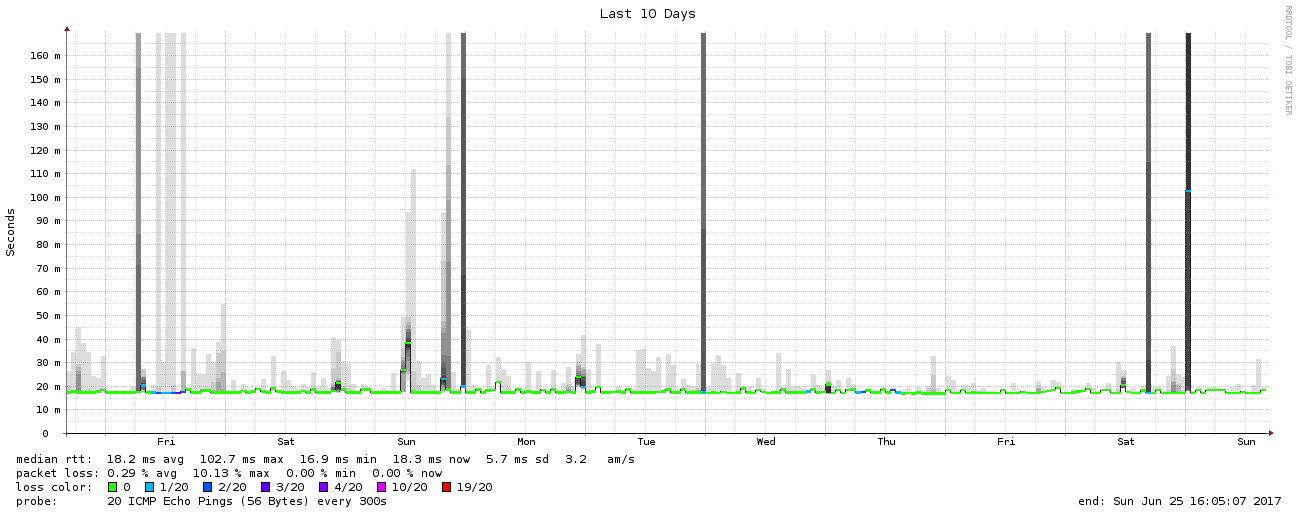 Last 10 Days
RRDTOOL / TOBI OETIKER
Seconds
160 m
150 m
140 m
130 m
120 m
110 m
100 m
90 m
80 m
70 m
60 m
50 m
40 m
30 m
20 m
10 m
0
Fri Sat Sun Mon Tue Wed Thu Fri Sat Sun
median rtt: 18.2 ms avg 102.7 ms max 16.9 ms min 18.3 ms now 5.7 ms sd 3.2 am/s
packet loss: 0.29 % avg 10.13 % max 0.00 % min 0.00 % now
loss color: 0 1/20 2/20 3/20 4/20 10/20 19/20
probe: 20 ICMP Echo Pings (56 Bytes) every 300s end: Sun Jun 25 16:05:07 2017